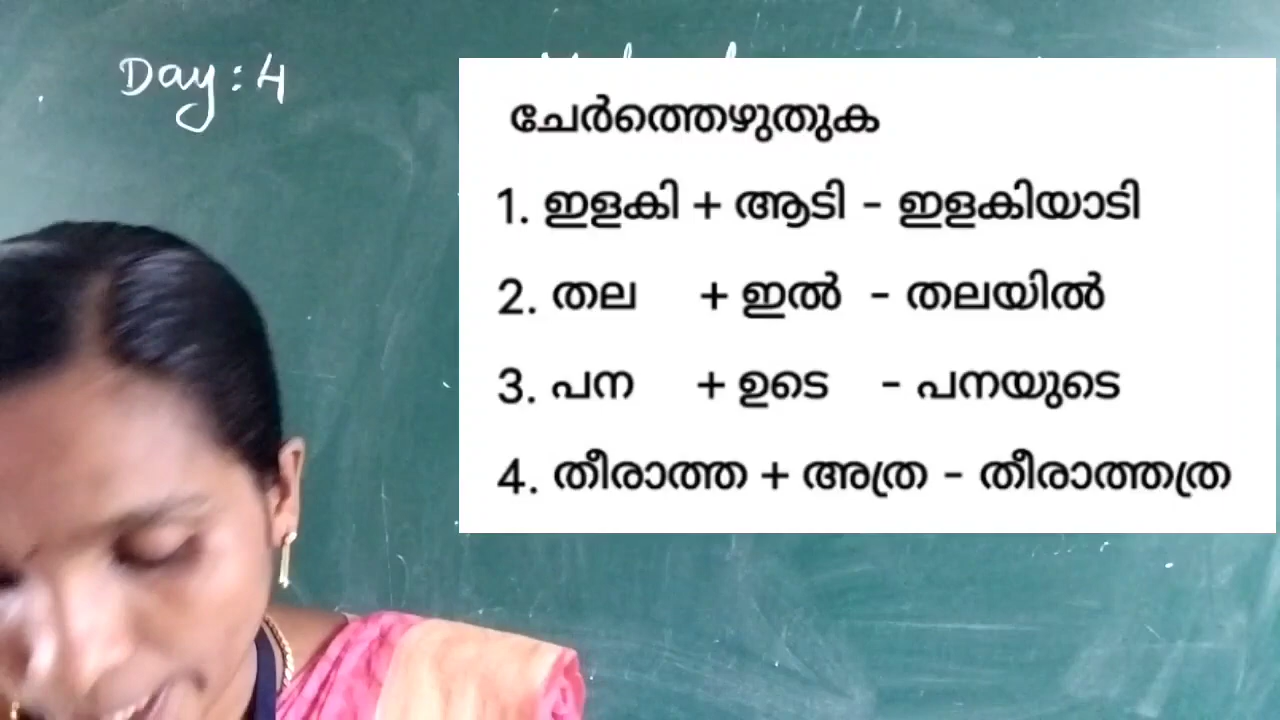 Day : 4
ചേർത്തെഴുതുക
1. ഇളകി + ആടി - ഇളകിയാടി
2. തല + ഇൽ - തലയിൽ
3. പന + ഉടെ - പനയുടെ
4. തീരാത്ത + അത്ര - തീരാത്തത്ര